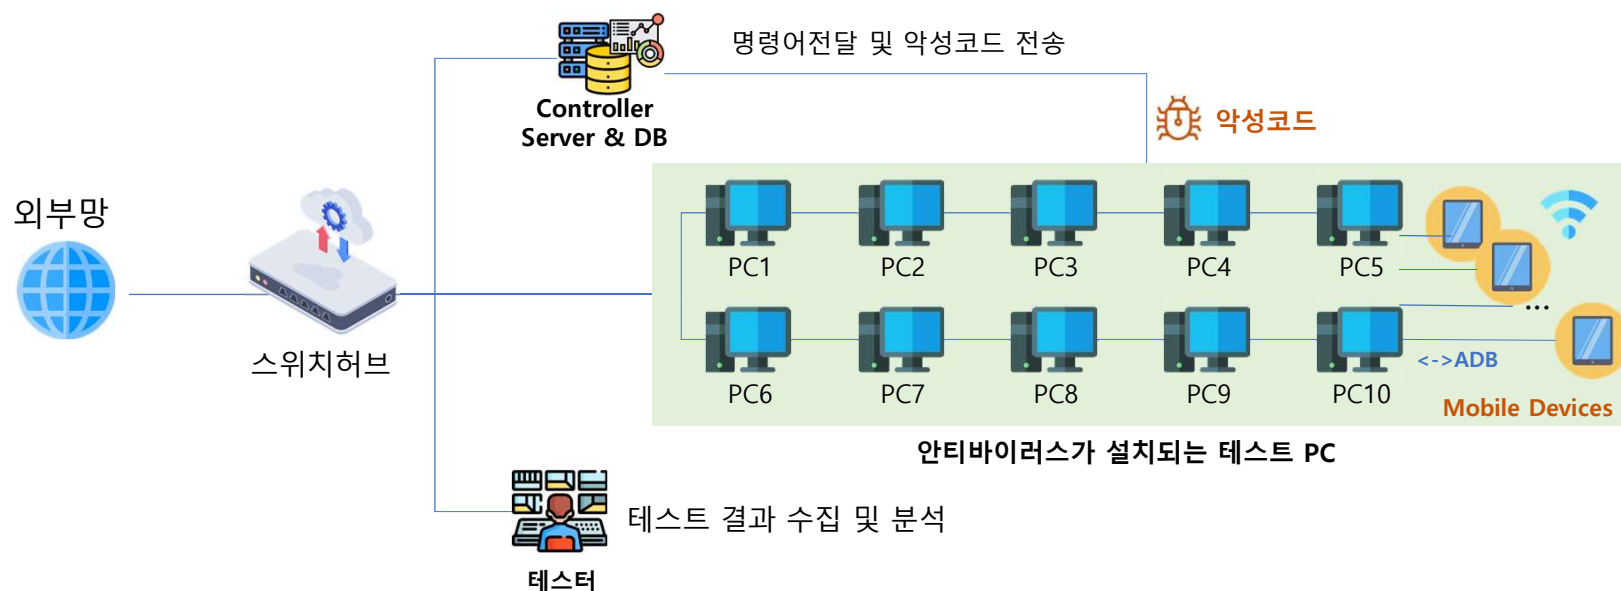 명령어전달 및 악성코드 전송
Controller
Server & DB
악성코드
외부망
스위치허브
PC1
PC2
PC3
PC4
PC5
...
PC6
PC7
PC8
PC9
PC10
<->ADB
Mobile Devices
안티바이러스가 설치되는 테스트 PC
테스트 결과 수집 및 분석
테스터